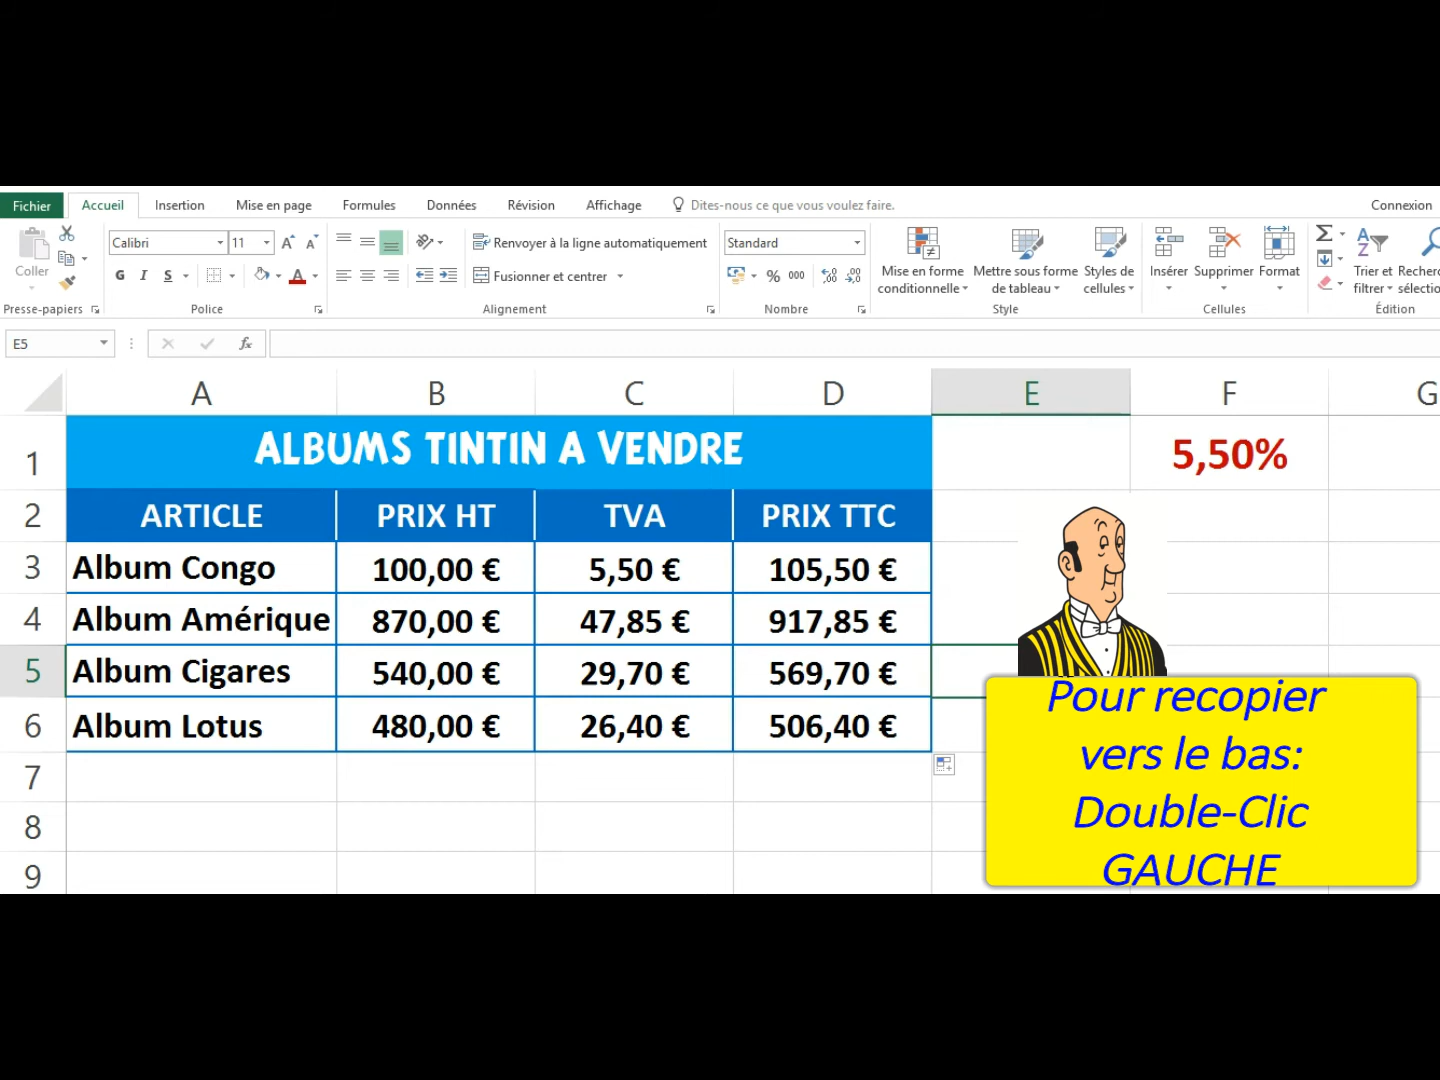 Fichier Accueil Insertion Mise en page Formules Données Révision Affichage Dites-nous ce que vous voulez faire. Connexion
Coller Calibri 11 Renvoyer à la ligne automatiquement Standard
G I S Fusionner et centrer % 000
Mise en forme conditionnelle Mettre sous forme de tableau Styles de cellules Insérer Supprimer Format Trier et filtrer
Presse-papiers Police Alignement Nombre Style Cellules Édition
E5 fx
A B C D E F G
1 ALBUMS TINTIN A VENDRE 5,50%
2 ARTICLE PRIX HT TVA PRIX TTC
3 Album Congo 100,00 € 5,50 € 105,50 €
4 Album Amérique 870,00 € 47,85 € 917,85 €
5 Album Cigares 540,00 € 29,70 € 569,70 €
6 Album Lotus 480,00 € 26,40 € 506,40 €
7
8
9
Pour recopier
vers le bas:
Double-Clic
GAUCHE